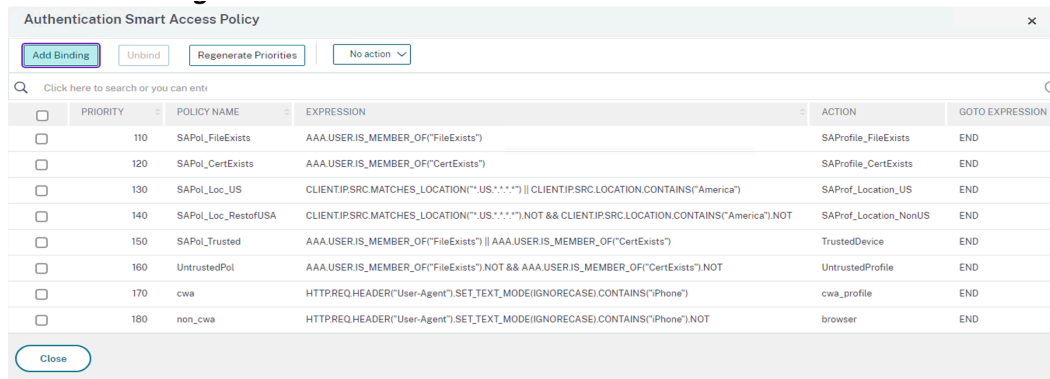 Authentication Smart Access Policy
Add Binding Unbind Regenerate Priorities No action
Click here to search or you can ente
PRIORITY POLICY NAME EXPRESSION ACTION GOTO EXPRESSION
110 SAPol_FileExists AAA.USER.IS_MEMBER_OF("FileExists") SAProfile_FileExists END
120 SAPol_CertExists AAA.USER.IS_MEMBER_OF("CertExists") SAProfile_CertExists END
130 SAPol_Loc_US CLIENT.IP.SRC.MATCHES_LOCATION("*.US.*.*.*.*") || CLIENT.IP.SRC.LOCATION.CONTAINS("America") SAProf_Location_US END
140 SAPol_Loc_RestofUSA CLIENT.IP.SRC.MATCHES_LOCATION("*.US.*.*.*.*").NOT && CLIENT.IP.SRC.LOCATION.CONTAINS("America").NOT SAProf_Location_NonUS END
150 SAPol_Trusted AAA.USER.IS_MEMBER_OF("FileExists") || AAA.USER.IS_MEMBER_OF("CertExists") TrustedDevice END
160 UntrustedPol AAA.USER.IS_MEMBER_OF("FileExists").NOT && AAA.USER.IS_MEMBER_OF("CertExists").NOT UntrustedProfile END
170 cwa HTTP.REQ.HEADER("User-Agent").SET_TEXT_MODE(IGNORECASE).CONTAINS("iPhone") cwa_profile END
180 non_cwa HTTP.REQ.HEADER("User-Agent").SET_TEXT_MODE(IGNORECASE).CONTAINS("iPhone").NOT browser END
Close